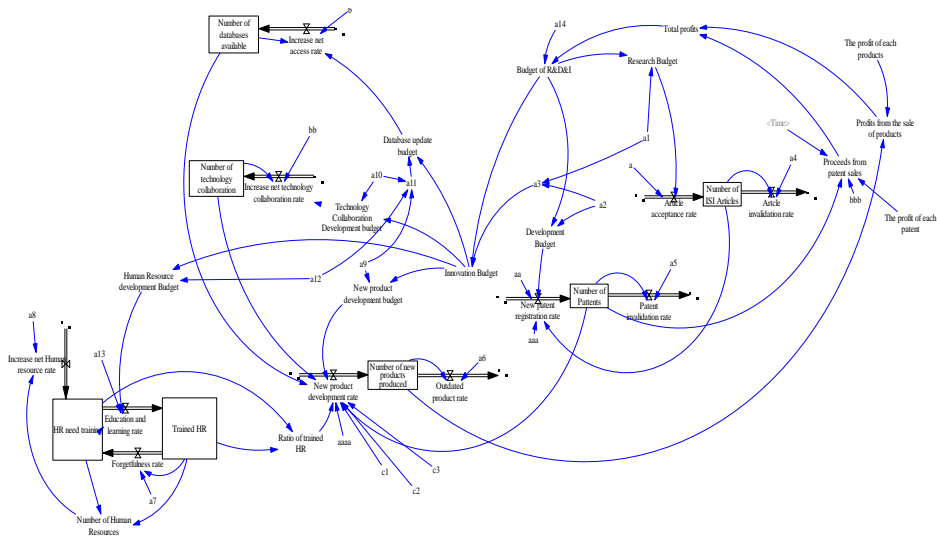 b
Number of
databases
available
Increase net
access rate
a14
Total profits
The profit of each
products
Budget of R&D&I
Research Budget
<Time>
Profits from the sale
of products
bb
Database update
budget
a1
Number of
technology
collaboration
Increase net technology
collaboration rate
a10
a11
a3
a
a4
Proceeds from
patent sales
Number of
ISI Articles
Article
acceptance rate
Artcle
invalidation rate
bbb
Technology
Collaboration
Development budget
a2
The profit of each
patent
Development
Budget
a9
a5
Human Resource
development Budget
a12
Innovation Budget
New product
development budget
aa
Number of
Pattents
New patent
registration rate
Patent
invalidation rate
a8
aaa
Increase net Human
resource rate
a13
Number of new
products
produced
a6
New product
development rate
Outdated
product rate
HR need training
Education and
learning rate
Trained HR
Ratio of trained
HR
aaaa
Forgetfulness rate
c1
c2
c3
a7
Number of Human
Resources